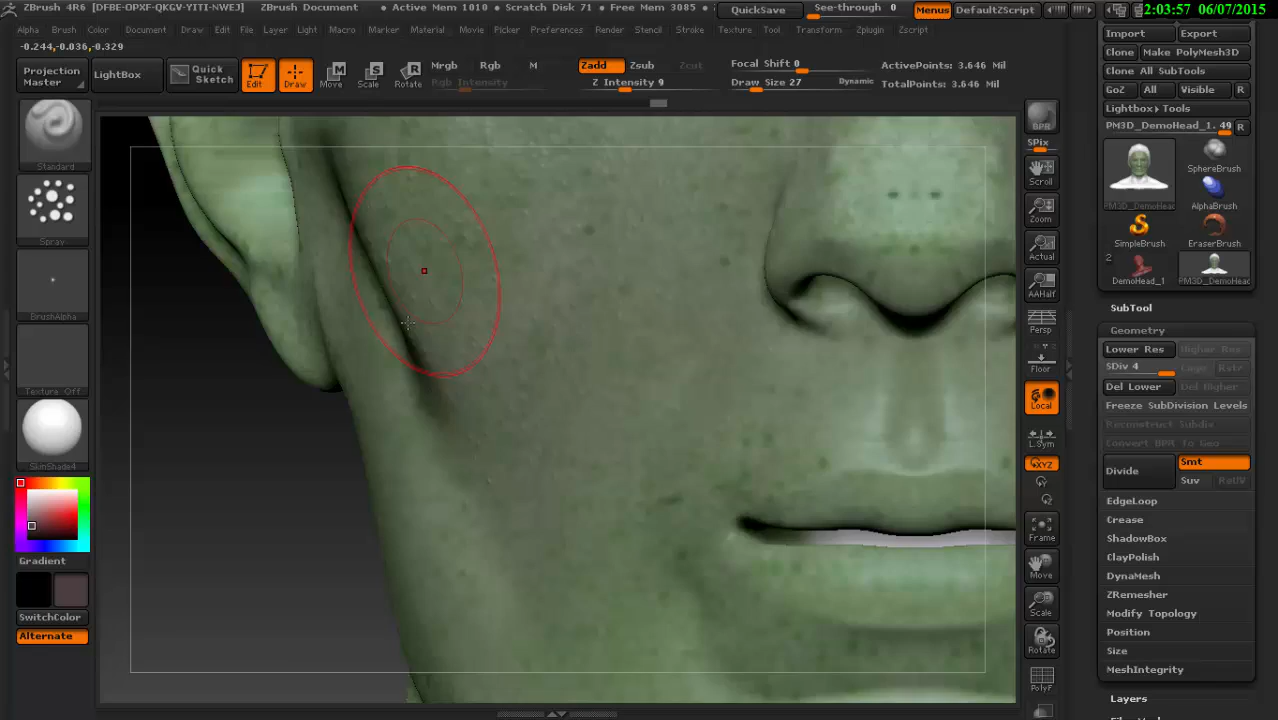 ZBrush 4R6 [DFBE-OPXF-QKGV-YITI-NWEJ] ZBrush Document • Active Mem 1010 • Scratch Disk 71 • Free Mem 3085 QuickSave See-through 0 Menus DefaultZScript 2:03:57 06/07/2015
Alpha Brush Color Document Draw Edit File Layer Light Macro Marker Material Movie Picker Preferences Render Stencil Stroke Texture Tool Transform Zplugin Zscript
-0.244,-0.036,-0.329
Projection Master
LightBox
Quick Sketch
Edit
Draw
Move
Scale
Rotate
Mrgb Rgb M
Rgb Intensity
Zadd Zsub Zcut
Z Intensity 9
Focal Shift 0
Draw Size 27 Dynamic
ActivePoints: 3.646 Mil
TotalPoints: 3.646 Mil
Standard
Spray
BrushAlpha
Texture Off
SkinShade4
Gradient
SwitchColor
Alternate
BPR
SPix
Scroll
Zoom
Actual
AAHalf
Persp
Floor
Local
L.Sym
XYZ
Frame
Move
Scale
Rotate
PolyF
Import Export
Clone Make PolyMesh3D
Clone All SubTools
GoZ All Visible R
Lightbox▸Tools
PM3D_DemoHead_1. 49 R
SphereBrush
PM3D_DemoHead AlphaBrush
SimpleBrush EraserBrush
2
DemoHead_1 PM3D_DemoHead
SubTool
Geometry
Lower Res Higher Res
SDiv 4 Cage Rstr
Del Lower Del Higher
Freeze SubDivision Levels
Reconstruct Subdiv
Convert BPR To Geo
Divide Smt
Suv ReUV
EdgeLoop
Crease
ShadowBox
ClayPolish
DynaMesh
ZRemesher
Modify Topology
Position
Size
MeshIntegrity
Layers